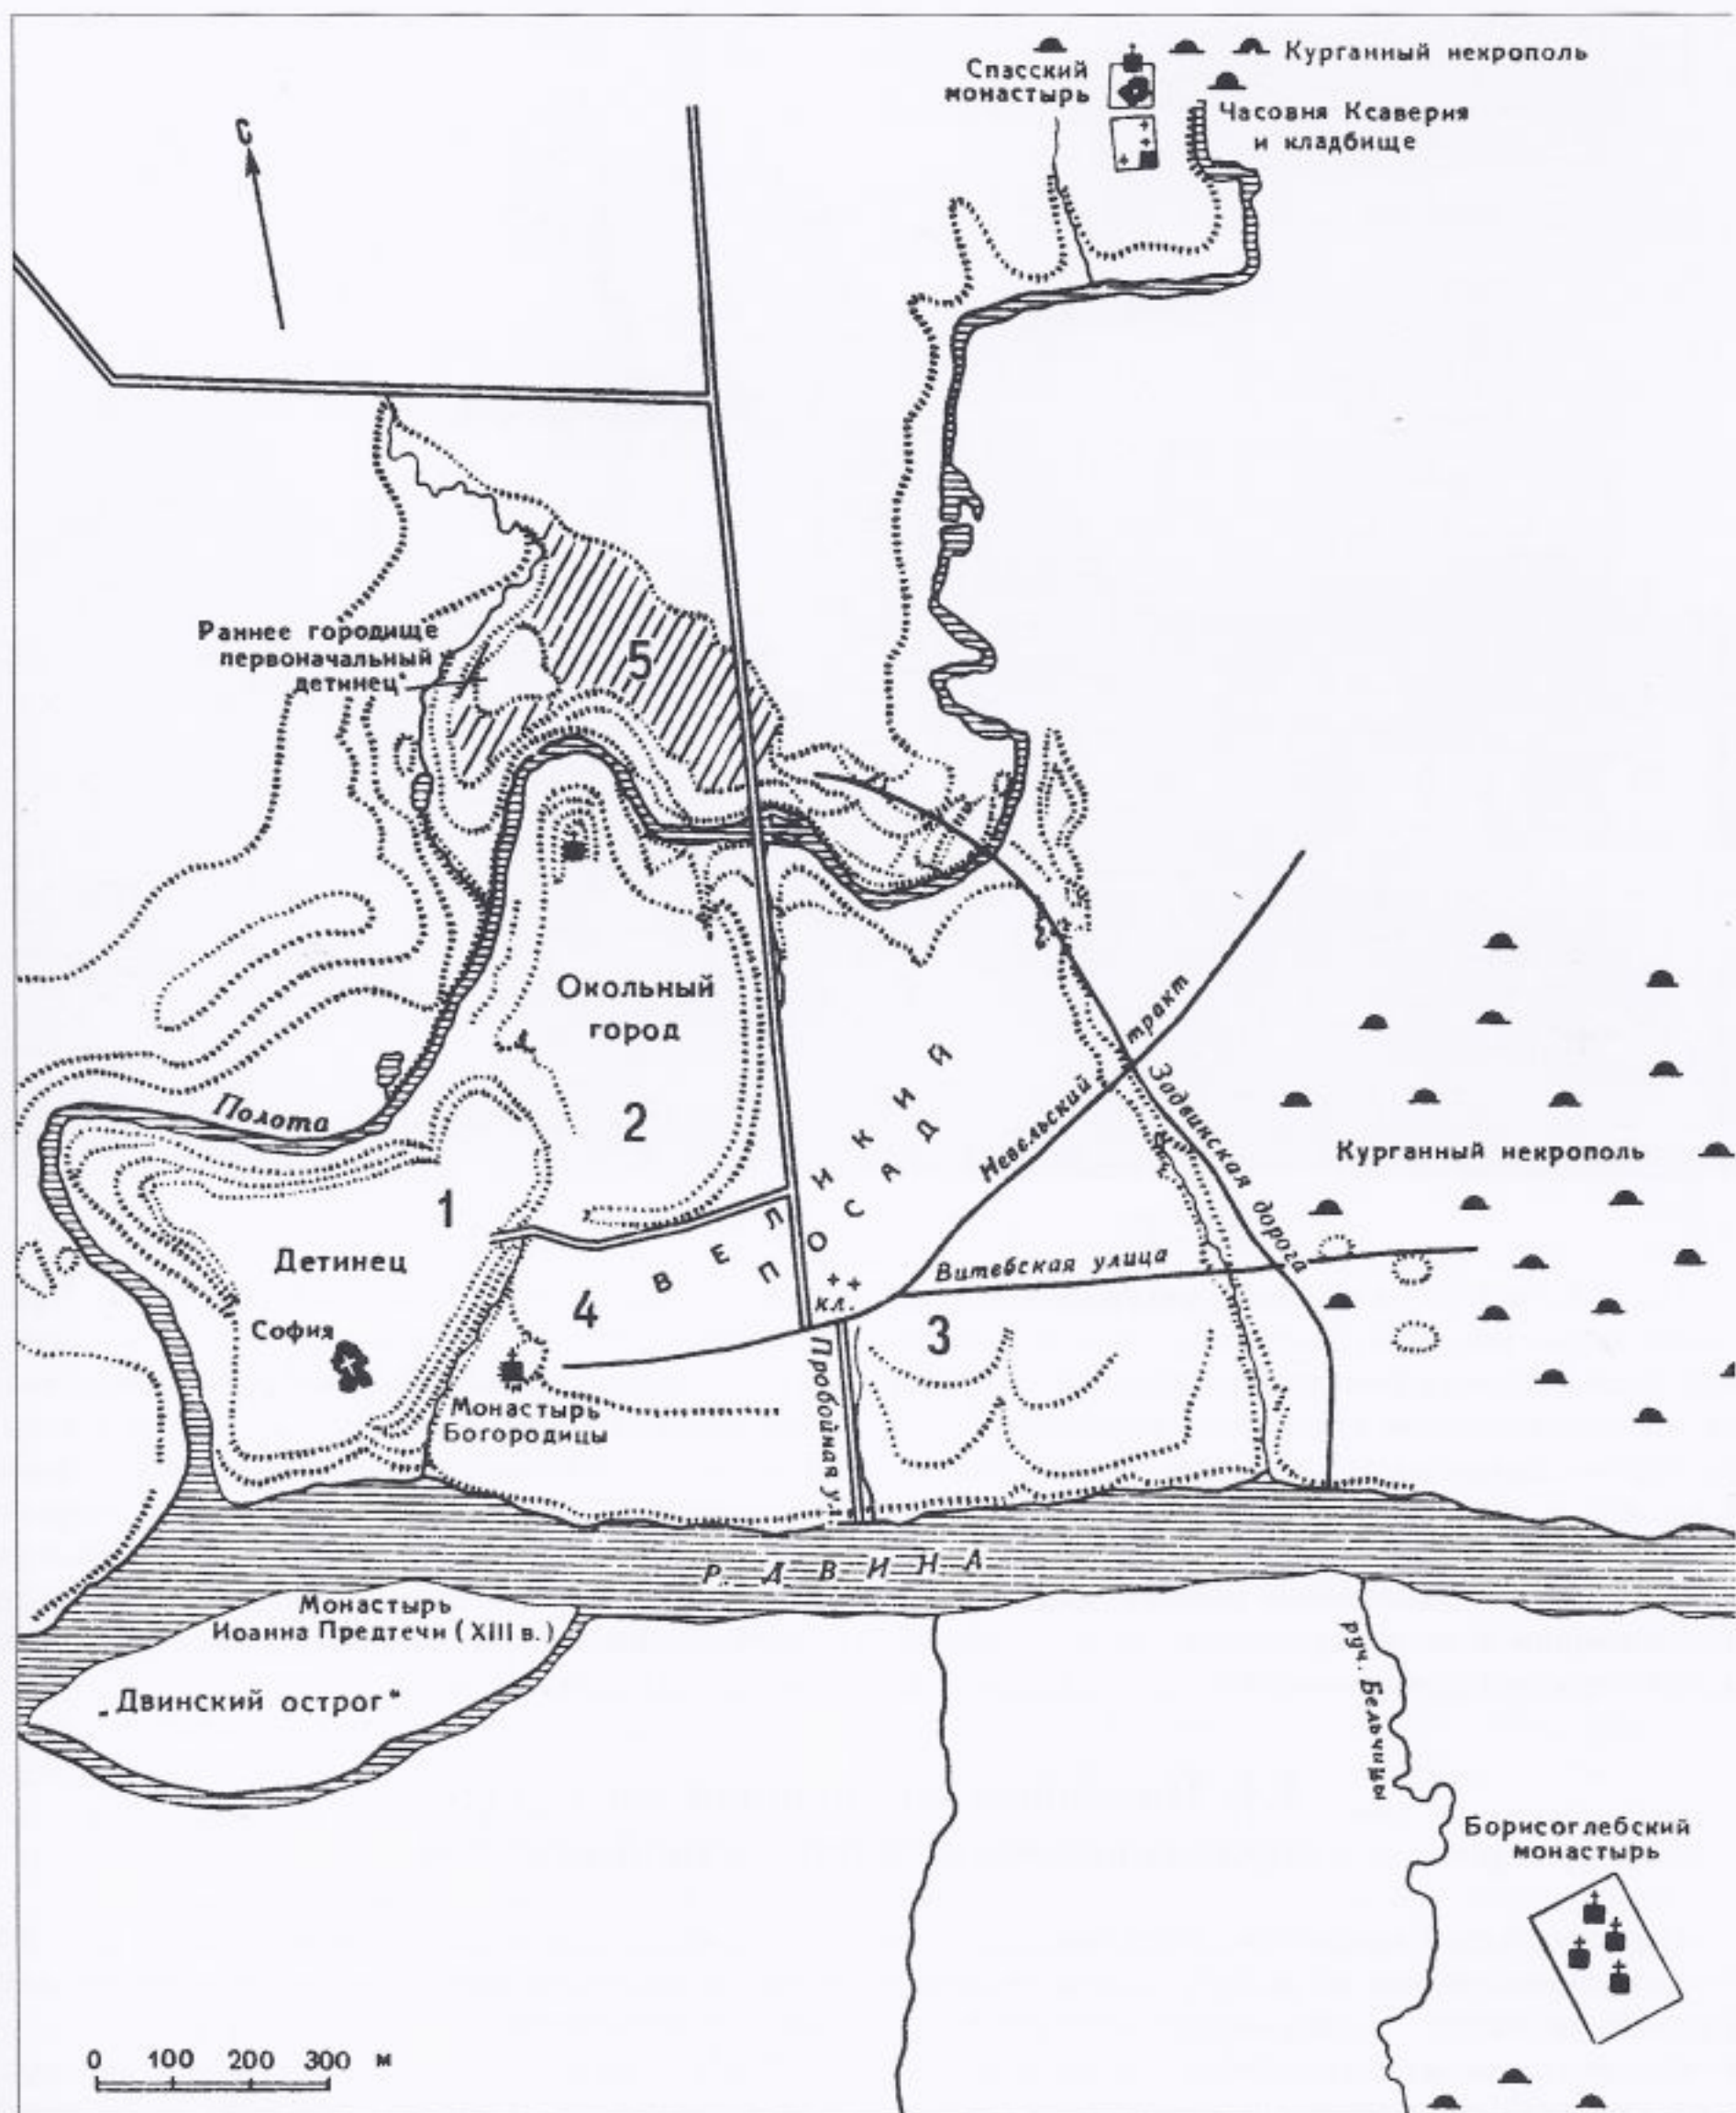 Курганный некрополь
Спасский
монастырь
Часовня Ксаверия
и кладбище
С
Раннее городище
первоначальный
детинец"
5
Окольный
город
2
Полота
1
Детинец
София
4
ВЕЛИКИЙ
ПОСАД
кл.
Невельский тракт
Задвинская дорога
Витебская улица
3
Курганный некрополь
Монастырь
Богородицы
Пробойная ул.
Р. ДВИНА
Монастырь
Иоанна Предтечи (XIII в.)
„Двинский острог"
руч. Бельчицы
Борисоглебский
монастырь
0 100 200 300 м